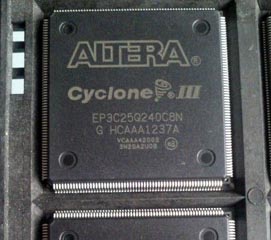 ALTERA®
Cyclone® III
EP3C25Q240C8N
G HCAAA1237A